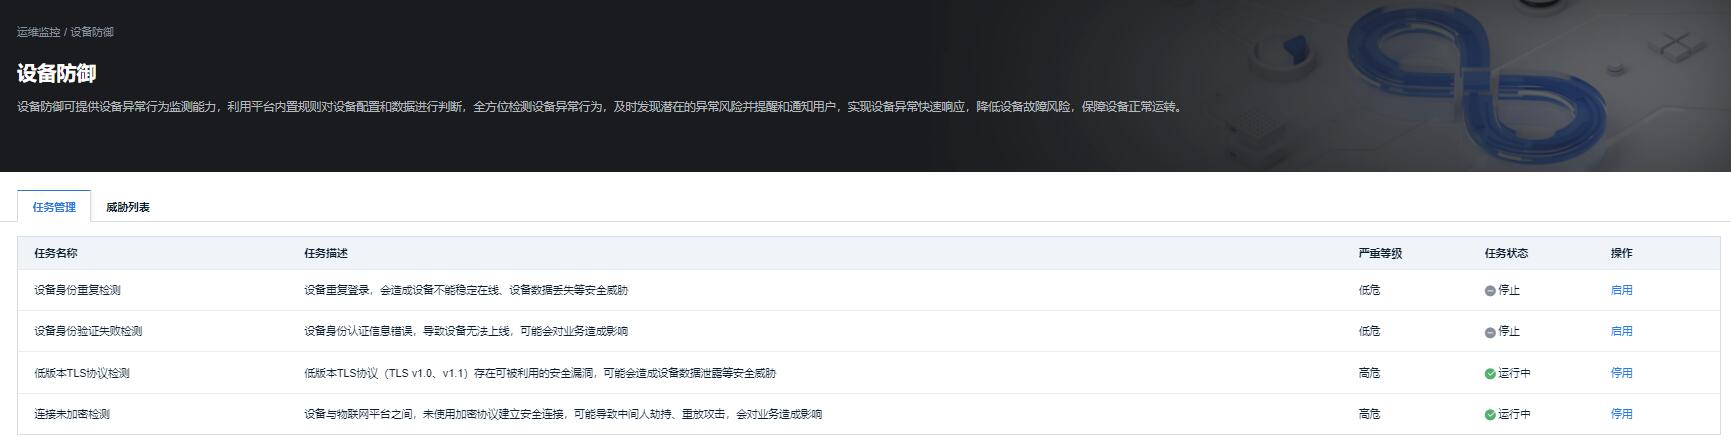 运维监控 / 设备防御
设备防御
设备防御可提供设备异常行为监测能力，利用平台内置规则对设备配置和数据进行判断，全方位检测设备异常行为，及时发现潜在的异常风险并提醒和通知用户，实现设备异常快速响应，降低设备故障风险，保障设备正常运转。
任务管理 威胁列表
任务名称 任务描述 严重等级 任务状态 操作
设备身份重复检测 设备重复登录，会造成设备不能稳定在线、设备数据丢失等安全威胁 低危 停止 启用
设备身份验证失败检测 设备身份认证信息错误，导致设备无法上线，可能会对业务造成影响 低危 停止 启用
低版本TLS协议检测 低版本TLS协议（TLS v1.0、v1.1）存在可被利用的安全漏洞，可能会造成设备数据泄露等安全威胁 高危 运行中 停用
连接未加密检测 设备与物联网平台之间，未使用加密协议建立安全连接，可能导致中间人劫持、重放攻击，会对业务造成影响 高危 运行中 停用